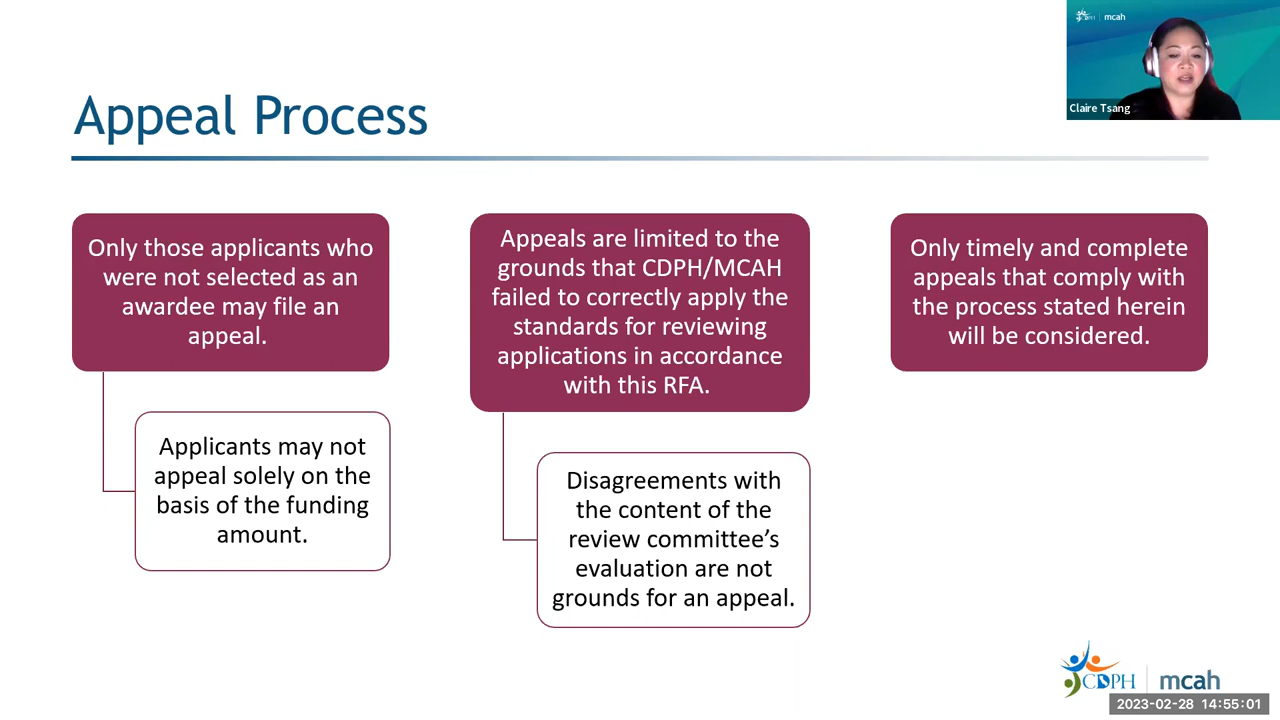 CDPH mcah
Claire Tsang
Appeal Process
Only those applicants who
were not selected as an
awardee may file an
appeal.
Applicants may not
appeal solely on the
basis of the funding
amount.
Appeals are limited to the
grounds that CDPH/MCAH
failed to correctly apply the
standards for reviewing
applications in accordance
with this RFA.
Disagreements with
the content of the
review committee’s
evaluation are not
grounds for an appeal.
Only timely and complete
appeals that comply with
the process stated herein
will be considered.
CDPH mcah
2023-02-28 14:55:01